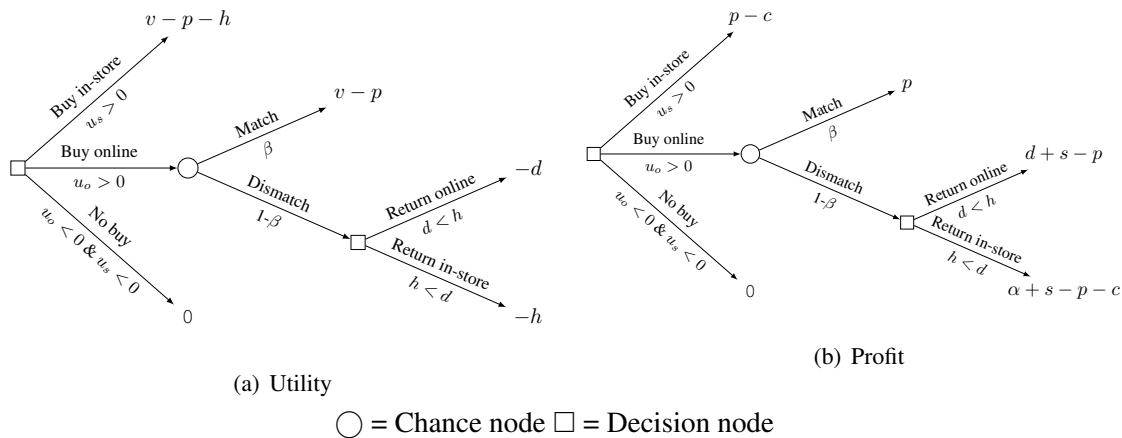 v − p − h
Buy in-store
u_s > 0
Match
v − p
β
Buy online
u_o > 0
Dismatch
1-β
Return online
−d
d < h
No buy
u_o < 0 & u_s < 0
Return in-store
h < d
0
−h
(a) Utility
p − c
Buy in-store
u_s > 0
Match
p
β
Buy online
u_o > 0
Dismatch
1-β
Return online
d + s − p
d < h
No buy
u_o < 0 & u_s < 0
Return in-store
h < d
0
α + s − p − c
(b) Profit
= Chance node = Decision node